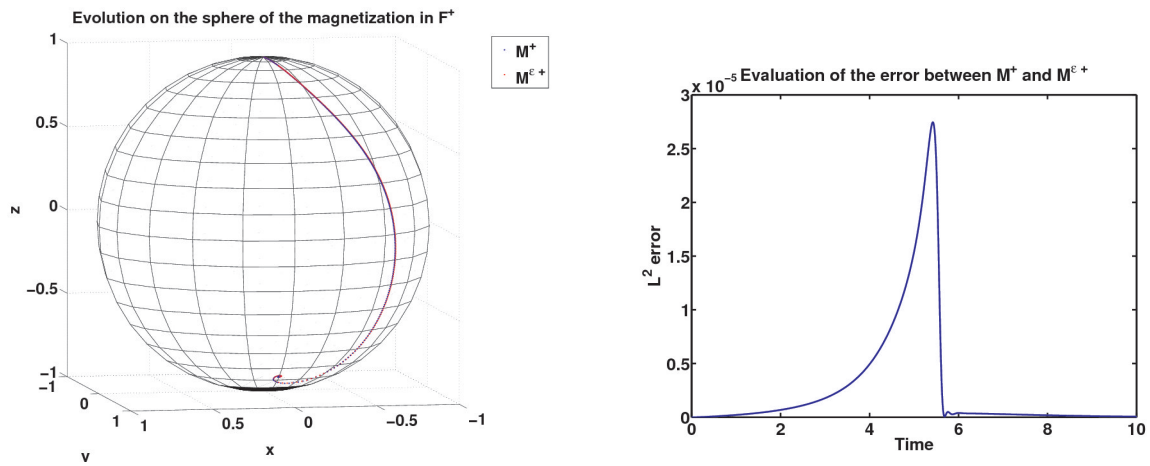 Evolution on the sphere of the magnetization in F⁺
M⁺
Mᵋ⁺
1
0.5
0
−0.5
−1
z
−1
0
1
y
1
0.5
0
−0.5
−1
x
x 10⁻⁵
Evaluation of the error between M⁺ and Mᵋ⁺
3
2.5
2
1.5
1
0.5
0
L² error
0
2
4
6
8
10
Time